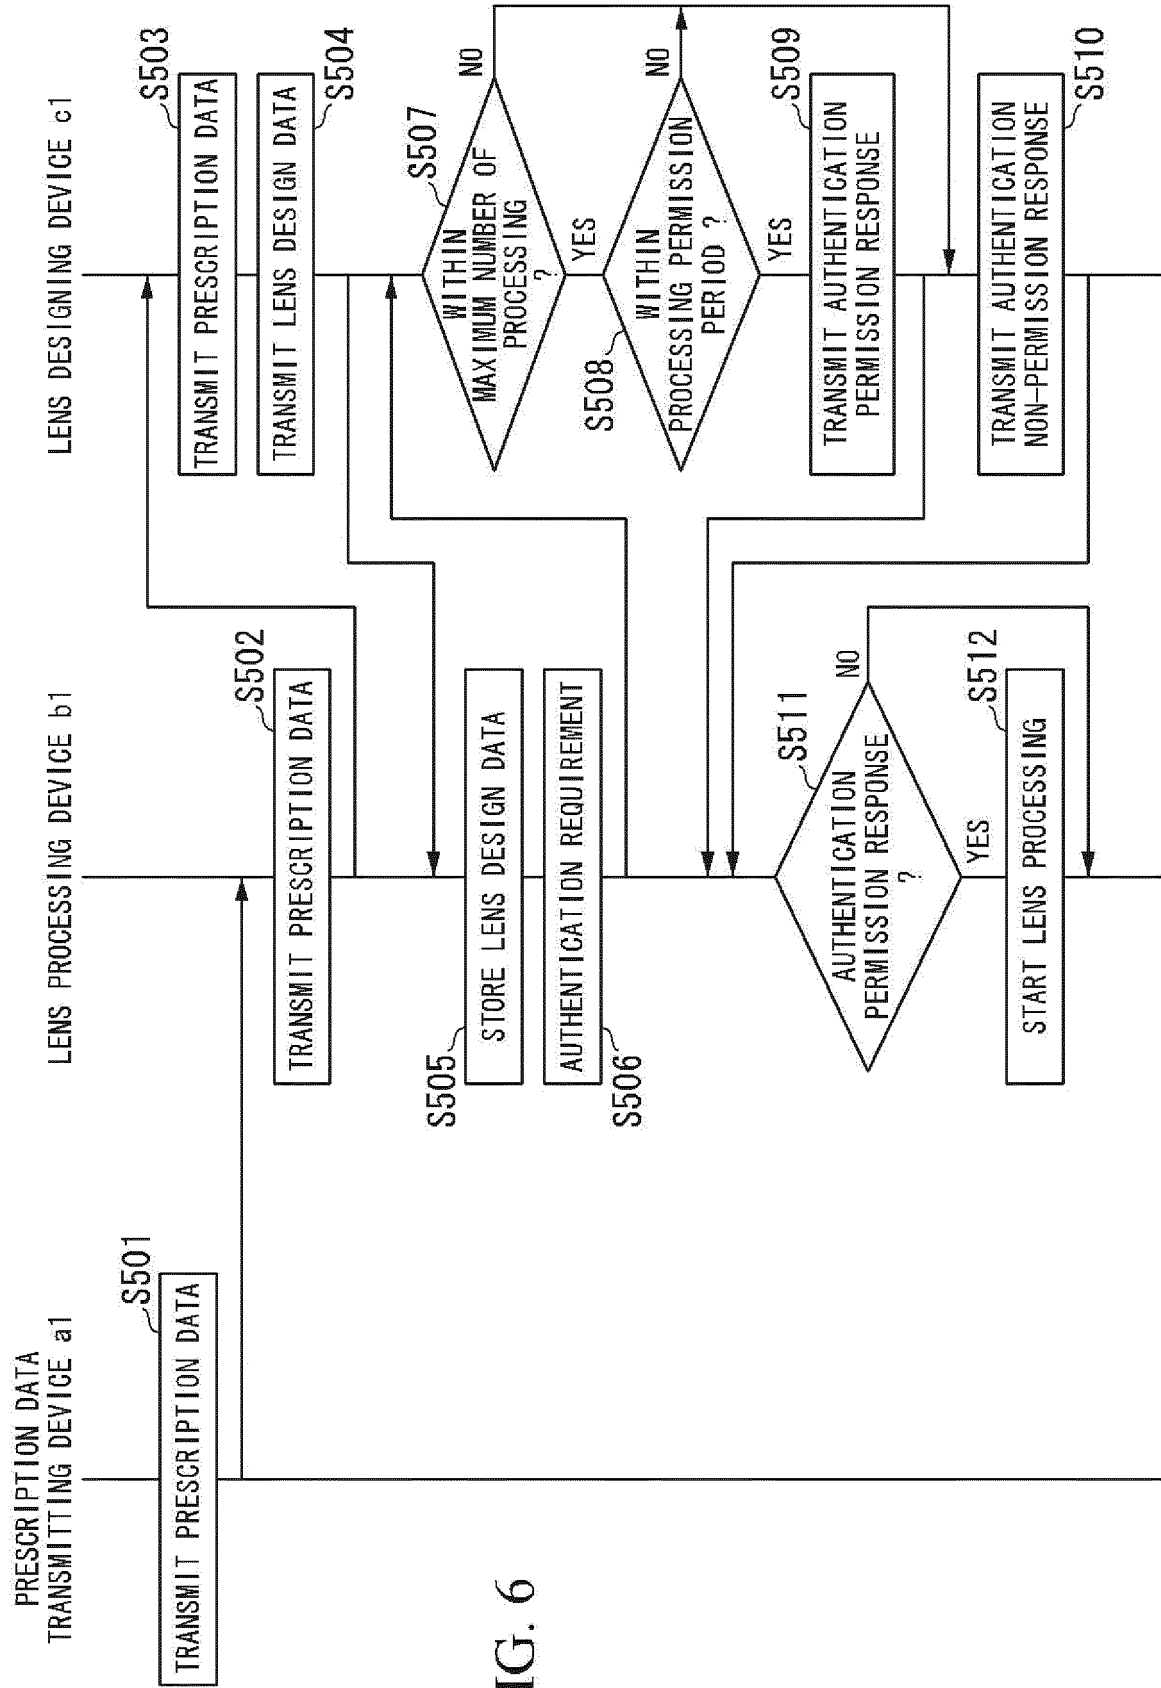 PRESCRIPTION DATA
TRANSMITTING DEVICE a1
LENS PROCESSING DEVICE b1
LENS DESIGNING DEVICE c1
S501
TRANSMIT PRESCRIPTION DATA
S502
TRANSMIT PRESCRIPTION DATA
S503
TRANSMIT PRESCRIPTION DATA
TRANSMIT LENS DESIGN DATA
S504
S505
STORE LENS DESIGN DATA
AUTHENTICATION REQUIREMENT
S506
S507
WITHIN
MAXIMUM NUMBER OF
PROCESSING
?
NO
YES
S508
WITHIN
PROCESSING PERMISSION
PERIOD ?
NO
YES
S509
TRANSMIT AUTHENTICATION
PERMISSION RESPONSE
TRANSMIT AUTHENTICATION
NON-PERMISSION RESPONSE
S510
S511
AUTHENTICATION
PERMISSION RESPONSE
?
NO
YES
S512
START LENS PROCESSING
IG. 6